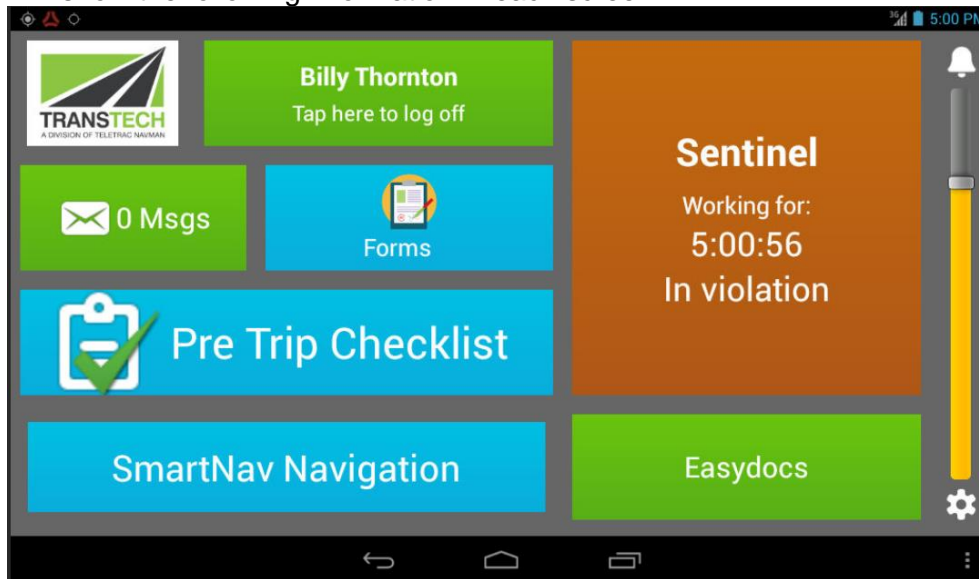 5:00 PM
TRANSTECH
A DIVISION OF TELETRAC NAVMAN
Billy Thornton
Tap here to log off
0 Msgs
Forms
Pre Trip Checklist
SmartNav Navigation
Sentinel
Working for:
5:00:56
In violation
Easydocs